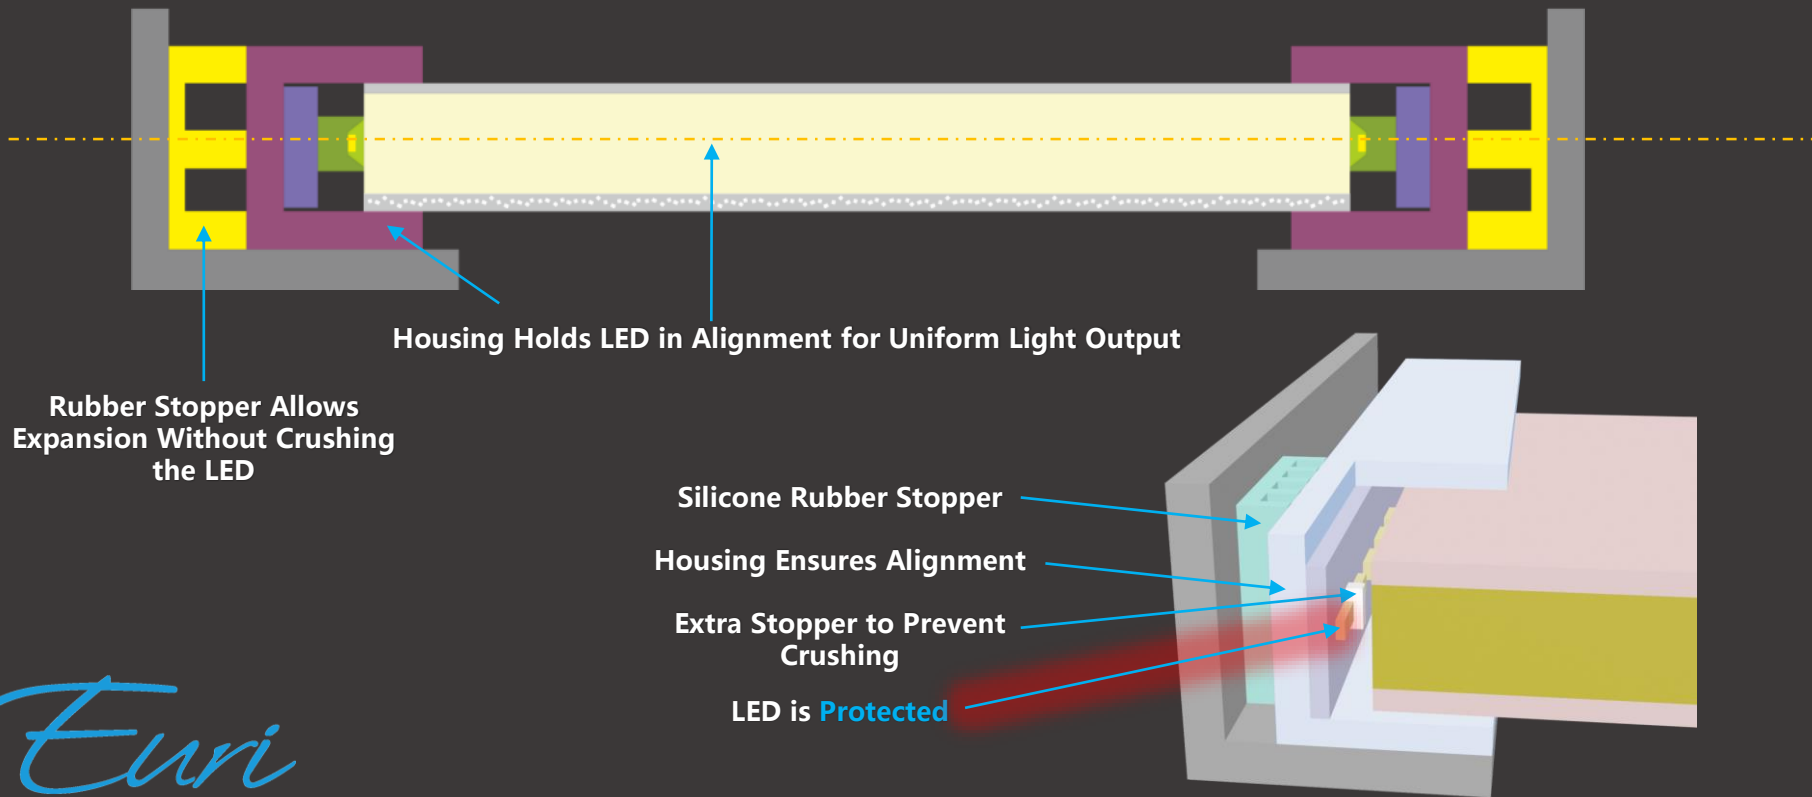 Housing Holds LED in Alignment for Uniform Light Output
Rubber Stopper Allows
Expansion Without Crushing
the LED
Silicone Rubber Stopper
Housing Ensures Alignment
Extra Stopper to Prevent
Crushing
LED is Protected
Euri